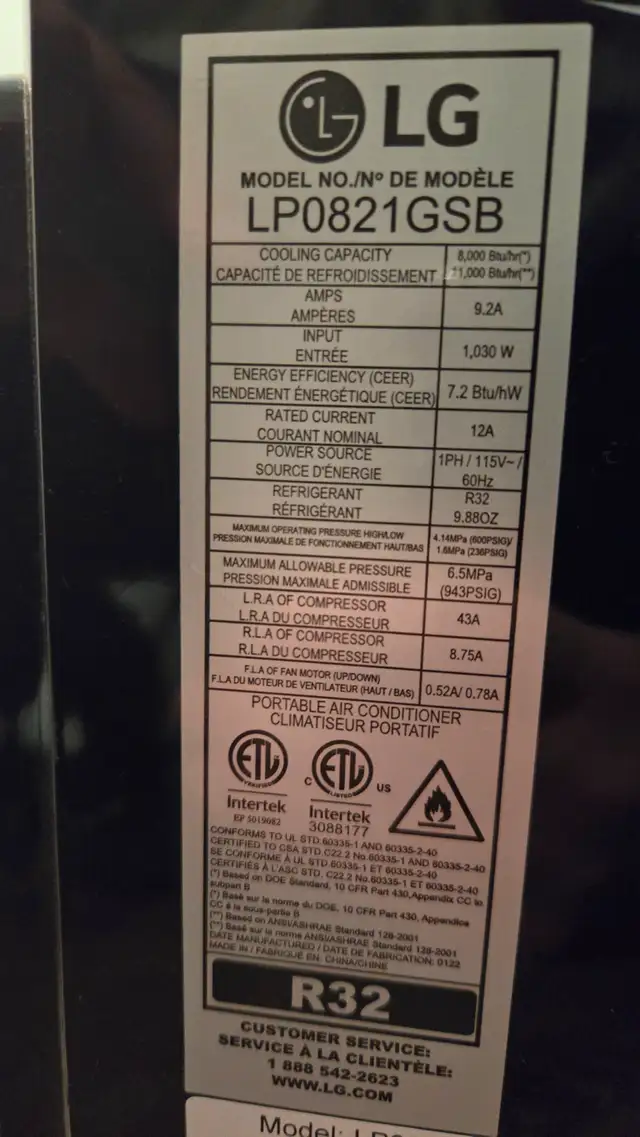 LG
MODEL NO./Nº DE MODÈLE
LP0821GSB
COOLING CAPACITY
CAPACITÉ DE REFROIDISSEMENT
8,000 Btu/hr(*)
11,000 Btu/hr(**)
AMPS
AMPÈRES
9.2A
INPUT
ENTRÉE
1,030 W
ENERGY EFFICIENCY (CEER)
RENDEMENT ÉNERGÉTIQUE (CEER)
7.2 Btu/hW
RATED CURRENT
COURANT NOMINAL
12A
POWER SOURCE
SOURCE D'ÉNERGIE
1PH / 115V~ /
60Hz
REFRIGERANT
RÉFRIGÉRANT
R32
9.88OZ
MAXIMUM OPERATING PRESSURE HIGH/LOW
PRESSION MAXIMALE DE FONCTIONNEMENT HAUT/BAS
4.14MPa (600PSIG)/
1.6MPa (236PSIG)
MAXIMUM ALLOWABLE PRESSURE
PRESSION MAXIMALE ADMISSIBLE
6.5MPa
(943PSIG)
L.R.A OF COMPRESSOR
L.R.A DU COMPRESSEUR
43A
R.L.A OF COMPRESSOR
R.L.A DU COMPRESSEUR
8.75A
F.L.A OF FAN MOTOR (UP/DOWN)
F.L.A DU MOTEUR DE VENTILATEUR (HAUT / BAS)
0.52A/ 0.78A
PORTABLE AIR CONDITIONER
CLIMATISEUR PORTATIF
ETL
VERIFIED
Intertek
EP 5019082
C ETL US
LISTED
Intertek
3088177
CONFORMS TO UL STD.60335-1 AND 60335-2-40
CERTIFIED TO CSA STD.C22.2 No.60335-1 AND 60335-2-40
SE CONFORME À UL STD.60335-1 ET 60335-2-40
CERTIFIÉS À L'ASC STD. C22.2 No.60335-1 ET 60335-2-40
(*) Based on DOE Standard, 10 CFR Part 430,Appendix CC to
subpart B
(*) Basé sur la norme du DOE, 10 CFR Part 430, Appendice
CC à la sous-partie B
(**) Based on ANSI/ASHRAE Standard 128-2001
(**) Basé sur la norme ANSI/ASHRAE Standard 128-2001
DATE MANUFACTURED / DATE DE FABRICATION: 0122
MADE IN / FABRIQUÉ EN: CHINA/CHINE
R32
CUSTOMER SERVICE:
SERVICE À LA CLIENTÈLE:
1 888 542-2623
WWW.LG.COM
Model: